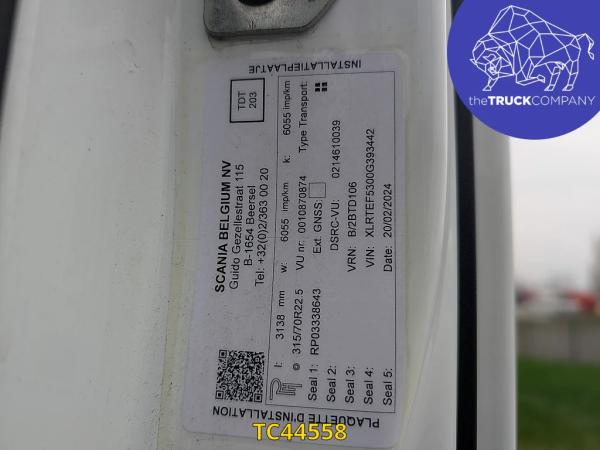 INSTALLATIEPLAATJE
SCANIA BELGIUM NV
Guido Gezellestraat 115
B-1654 Beersel
Tel: +32(0)2/363 00 20
TDT
203
l: 3138 mm w: 6055 imp/km k: 6055 imp/km
315/70R22.5 VU nr: 0010870874 Type Transport:
Seal 1: RP03338643 Ext. GNSS:
Seal 2: DSRC-VU: 0214610039
Seal 3: VRN: B/2BTD106
Seal 4: VIN: XLRTEF5300G393442
Seal 5: Date: 20/02/2024
PLAQUETTE D'INSTALLATION
theTRUCKCOMPANY
TC44558